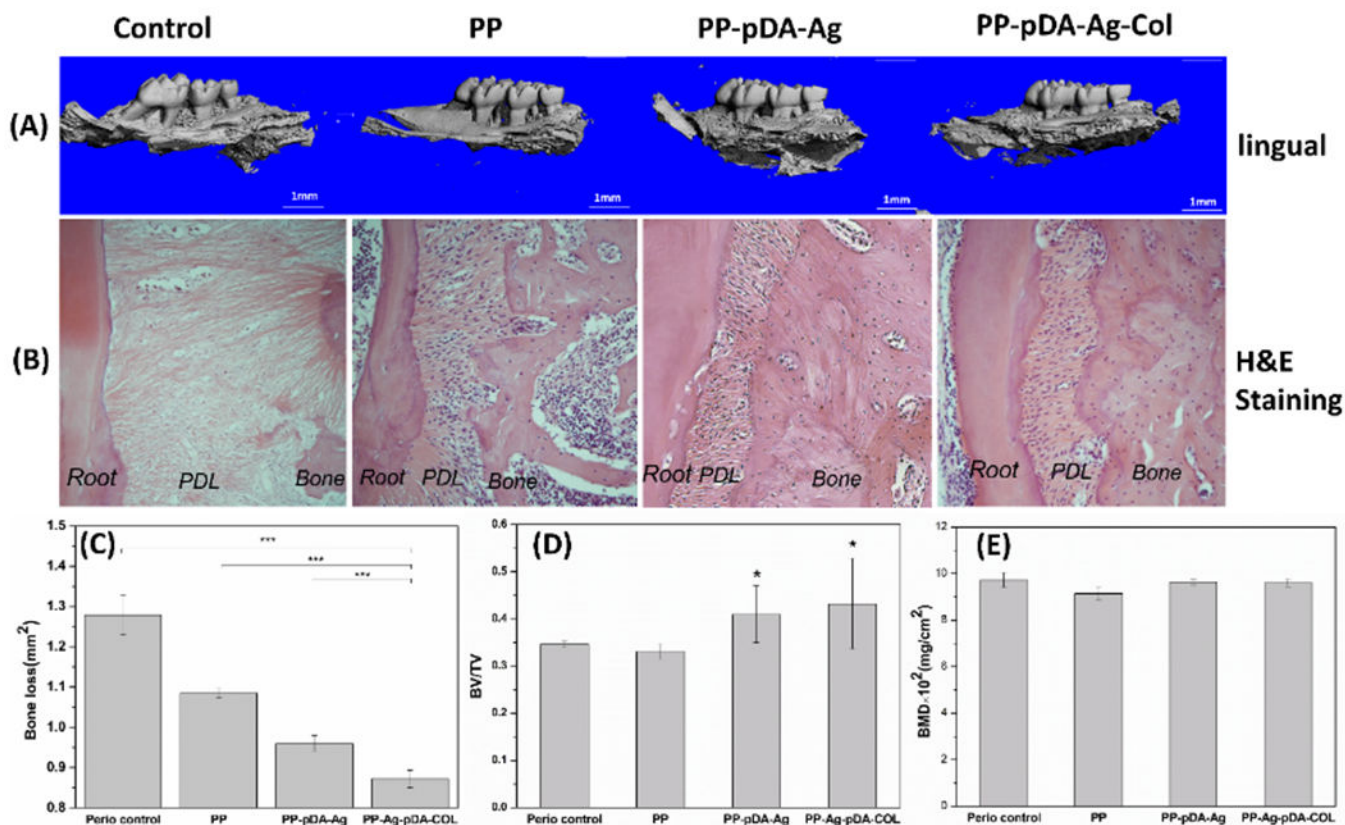 Control PP PP-pDA-Ag PP-pDA-Ag-Col
(A) lingual
1mm 1mm 1mm 1mm
(B) H&E
Staining
Root PDL Bone Root PDL Bone Root PDL Bone Root PDL Bone
(C) (D) (E)
1.5
1.4
1.3
1.2
1.1
1.0
0.9
0.8
Bone loss(mm²)
***
***
***
Perio control PP PP-pDA-Ag PP-Ag-pDA-COL
0.6
0.5
0.4
0.3
0.2
0.1
0.0
BV/TV
* *
Perio control PP PP-pDA-Ag PP-Ag-pDA-COL
12
10
8
6
4
2
0
BMD×10²(mg/cm²)
Perio control PP PP-pDA-Ag PP-Ag-pDA-COL